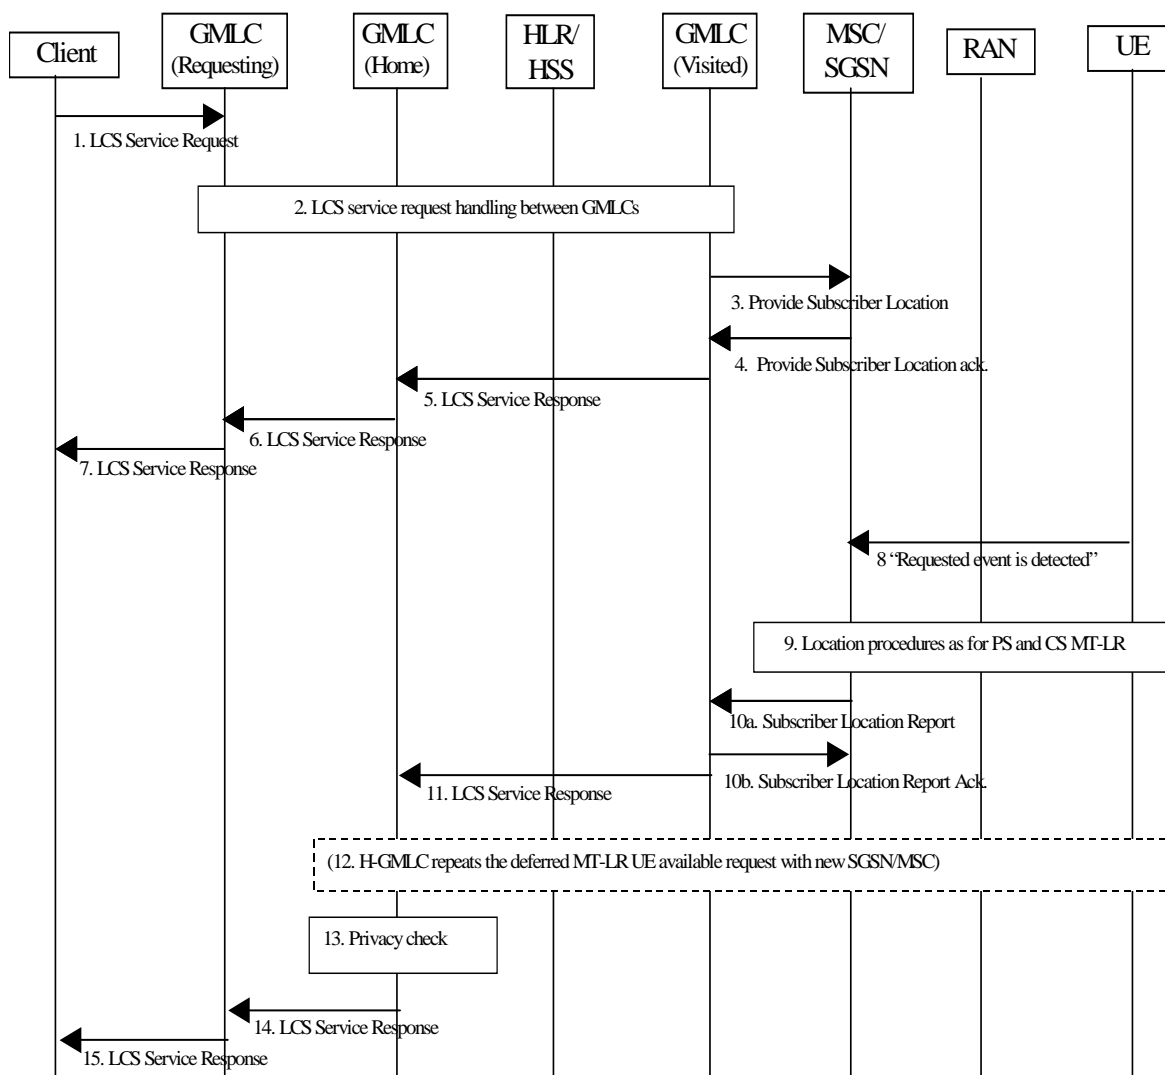 Client
GMLC
(Requesting)
GMLC
(Home)
HLR/
HSS
GMLC
(Visited)
MSC/
SGSN
RAN
UE
1. LCS Service Request
2. LCS service request handling between GMLCs
3. Provide Subscriber Location
4. Provide Subscriber Location ack.
5. LCS Service Response
6. LCS Service Response
7. LCS Service Response
8 “Requested event is detected”
9. Location procedures as for PS and CS MT-LR
10a. Subscriber Location Report
10b. Subscriber Location Report Ack.
11. LCS Service Response
(12. H-GMLC repeats the deferred MT-LR UE available request with new SGSN/MSC)
13. Privacy check
14. LCS Service Response
15. LCS Service Response